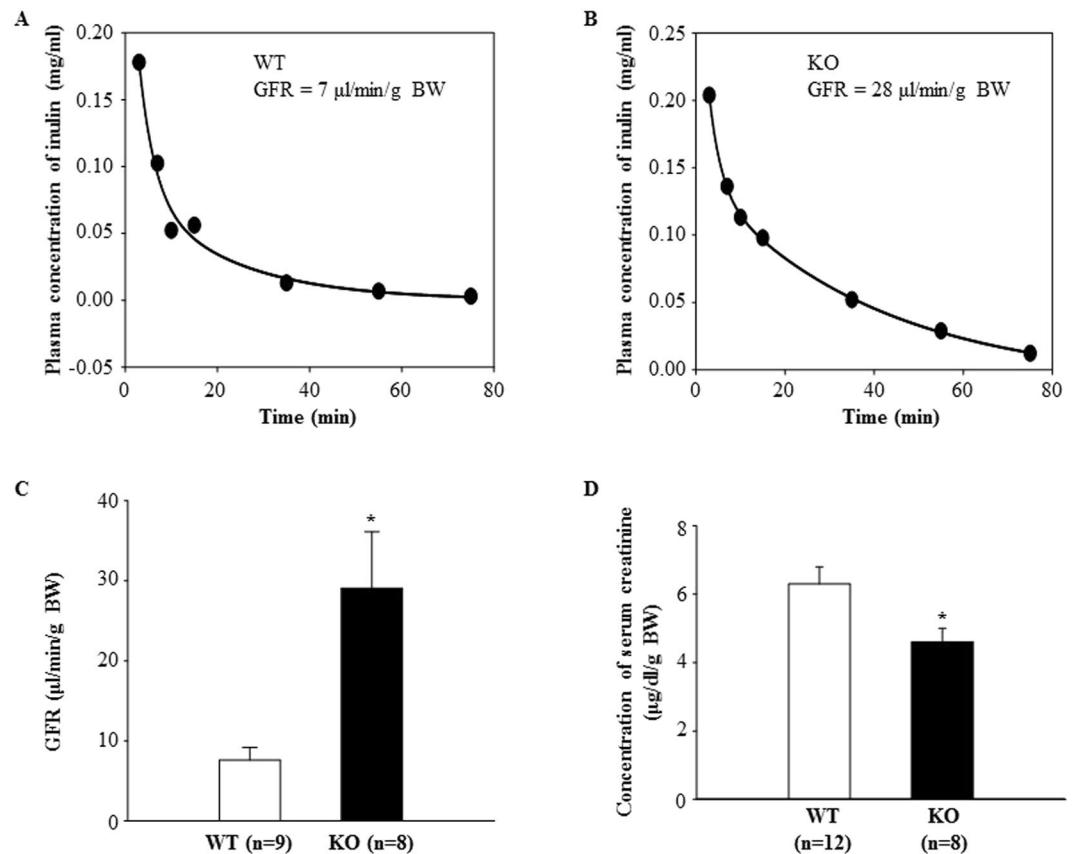 A
Plasma concentration of inulin (mg/ml)
0.20
0.15
0.10
0.05
0.00
-0.05
WT
GFR = 7 μl/min/g BW
0
20
40
60
80
Time (min)
B
Plasma concentration of inulin (mg/ml)
0.25
0.20
0.15
0.10
0.05
0.00
KO
GFR = 28 μl/min/g BW
0
20
40
60
80
Time (min)
C
GFR (μl/min/g BW)
40
30
20
10
0
*
WT (n=9)
KO (n=8)
D
Concentration of serum creatinine
(μg/dl/g BW)
8
6
4
2
0
*
WT
(n=12)
KO
(n=8)